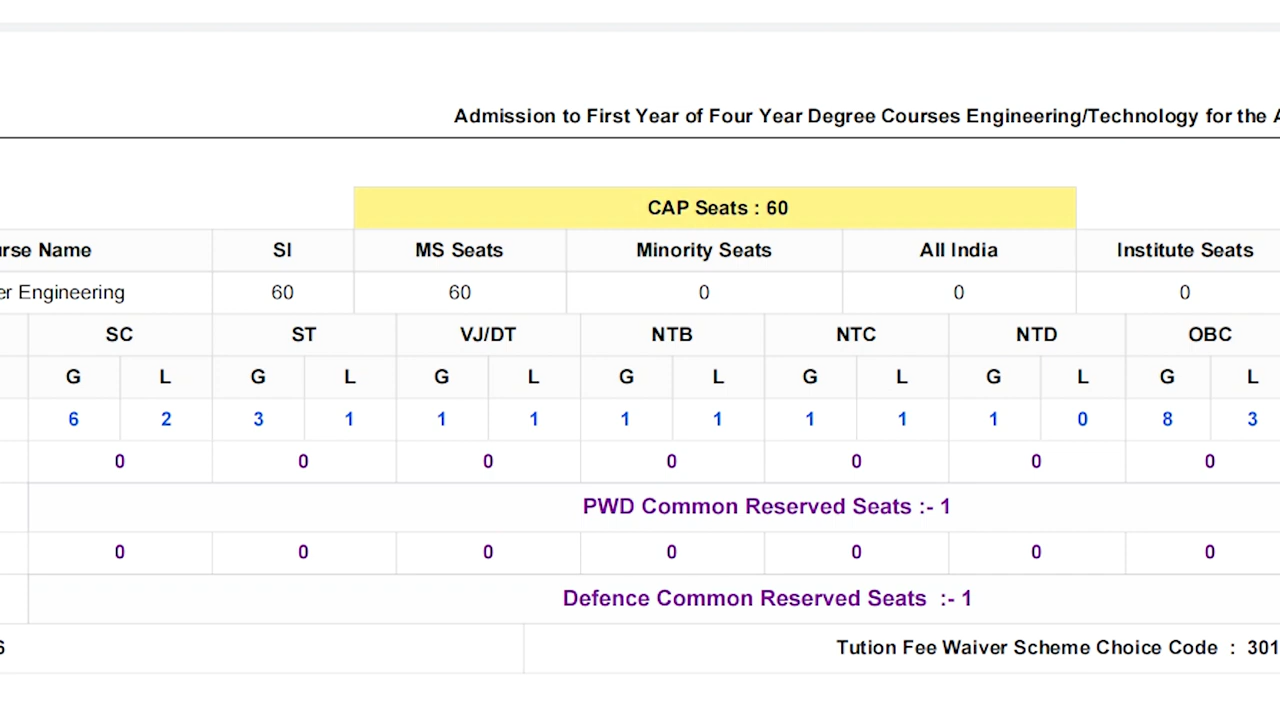 Admission to First Year of Four Year Degree Courses Engineering/Technology for the
CAP Seats : 60
Name SI MS Seats Minority Seats All India Institute Seats
Engineering 60 60 0 0 0
SC ST VJ/DT NTB NTC NTD OBC
G L G L G L G L G L G L G L
6 2 3 1 1 1 1 1 1 1 1 0 8 3
0 0 0 0 0 0 0
PWD Common Reserved Seats :- 1
0 0 0 0 0 0 0
Defence Common Reserved Seats :- 1
Tution Fee Waiver Scheme Choice Code : 301